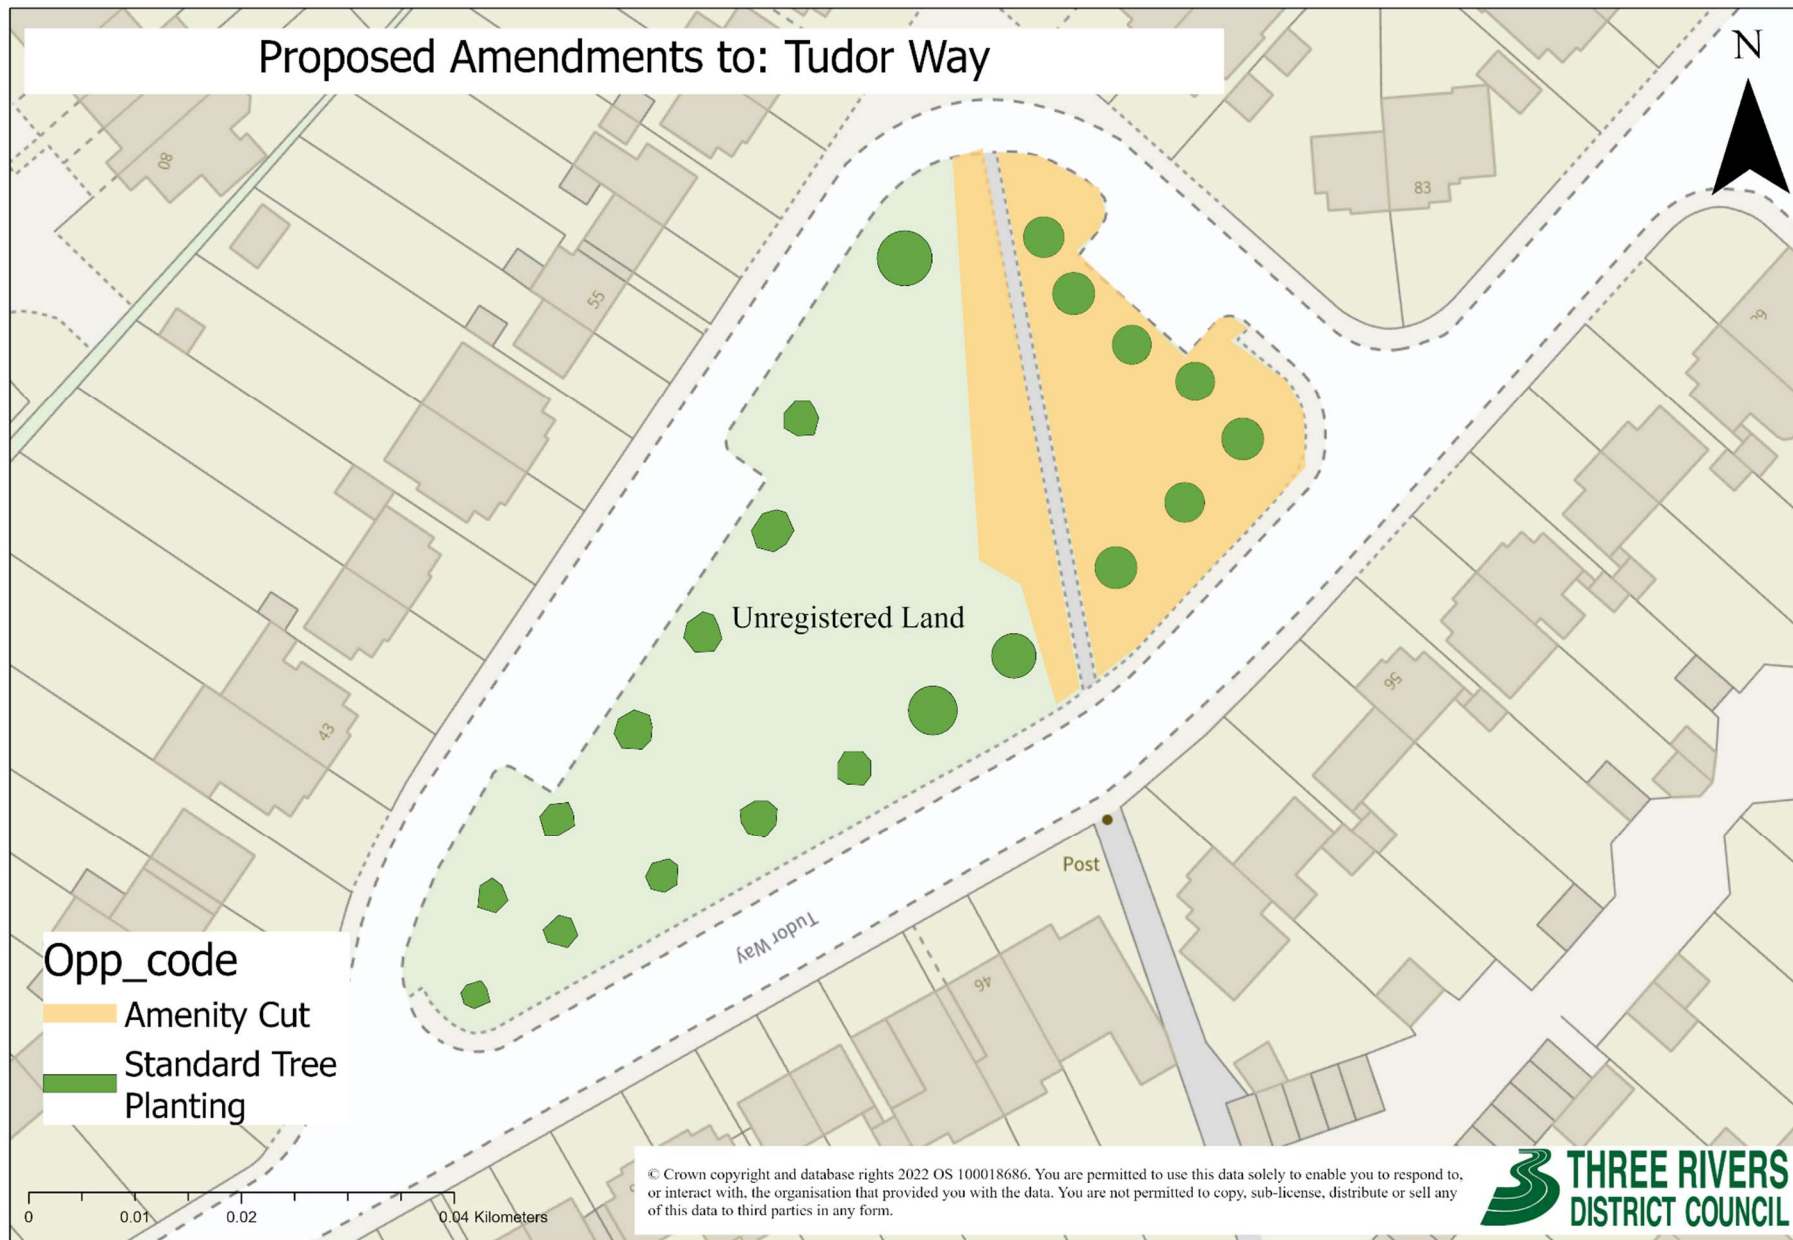 Proposed Amendments to: Tudor Way
N
80
83
55
Unregistered Land
43
56
Post
Tudor Way
46
Opp_code
Amenity Cut
Standard Tree
Planting
0 0.01 0.02 0.04 Kilometers
© Crown copyright and database rights 2022 OS 100018686. You are permitted to use this data solely to enable you to respond to,
or interact with, the organisation that provided you with the data. You are not permitted to copy, sub-license, distribute or sell any
of this data to third parties in any form.
THREE RIVERS
DISTRICT COUNCIL